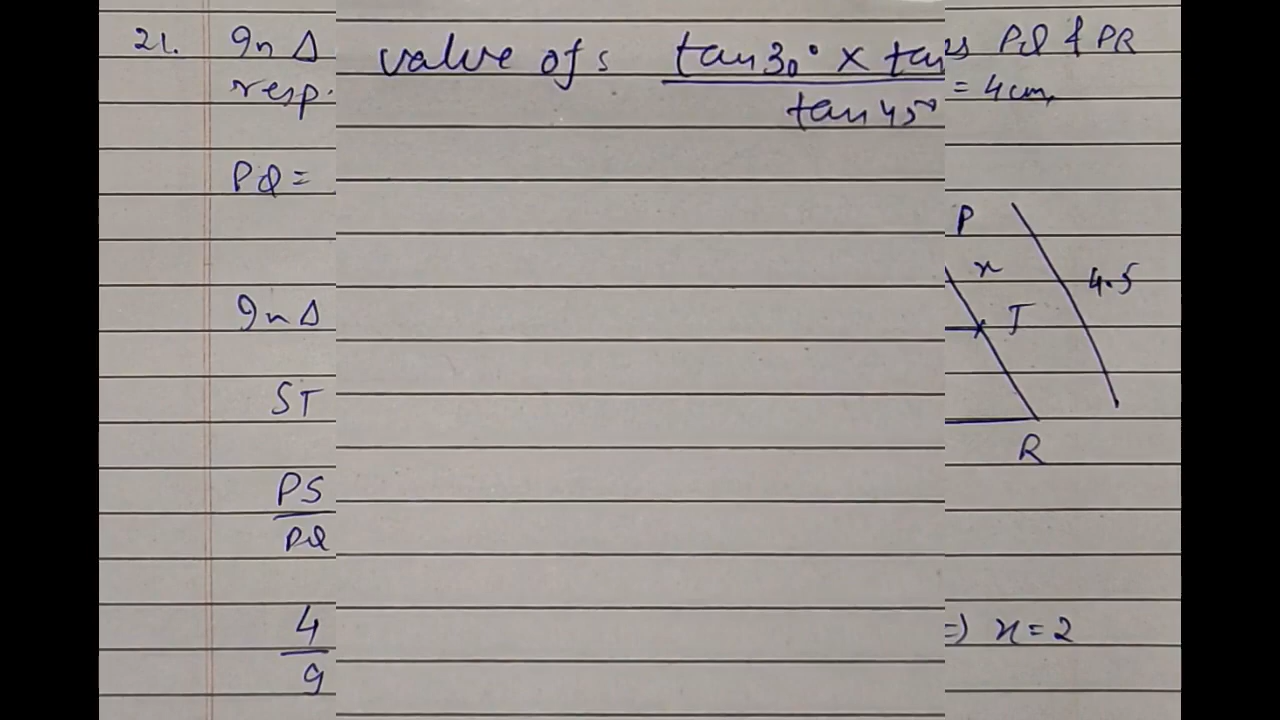 21. In Δ
resp.
PQ =
In Δ
ST
PS
PQ
4
9
value of: tan30° × tan
tan45°
PQ & PR
= 4cm,
P
x
4.5
T
R
=) x = 2